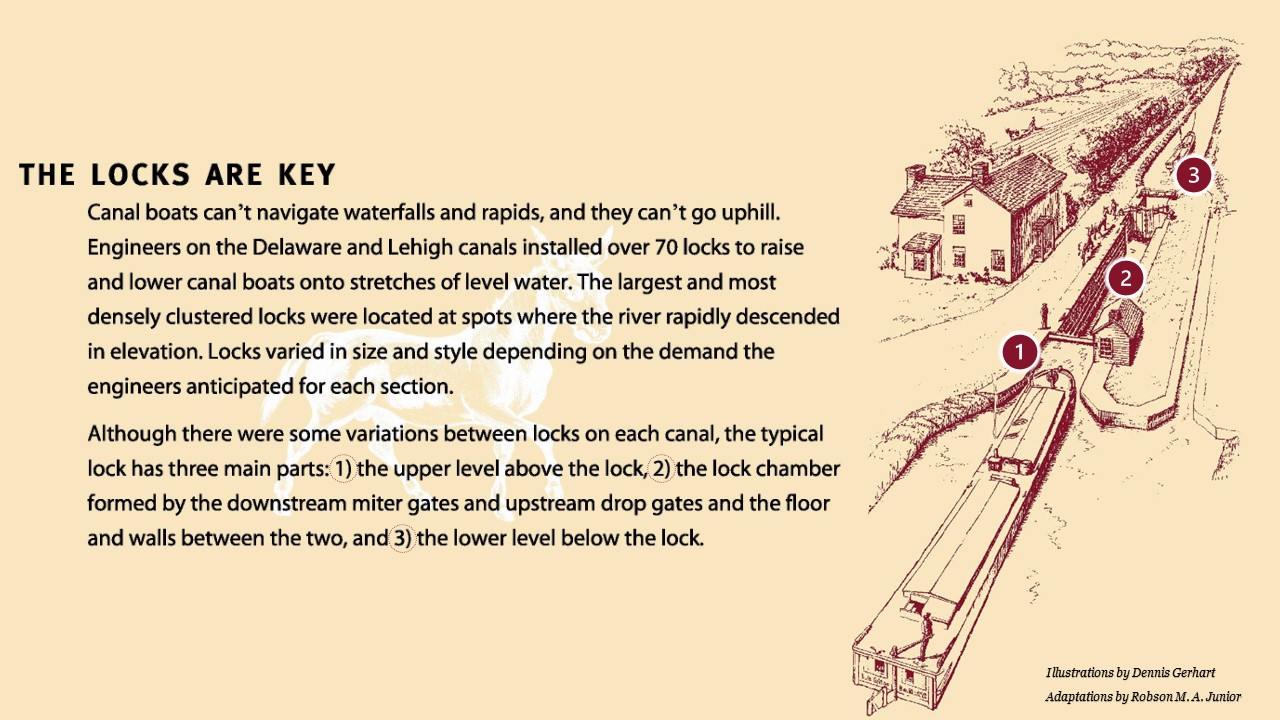 THE LOCKS ARE KEY
Canal boats can’t navigate waterfalls and rapids, and they can’t go uphill.
Engineers on the Delaware and Lehigh canals installed over 70 locks to raise
and lower canal boats onto stretches of level water. The largest and most
densely clustered locks were located at spots where the river rapidly descended
in elevation. Locks varied in size and style depending on the demand the
engineers anticipated for each section.
Although there were some variations between locks on each canal, the typical
lock has three main parts: 1) the upper level above the lock, 2) the lock chamber
formed by the downstream miter gates and upstream drop gates and the floor
and walls between the two, and 3) the lower level below the lock.
3
2
1
Illustrations by Dennis Gerhart
Adaptations by Robson M. A. Junior